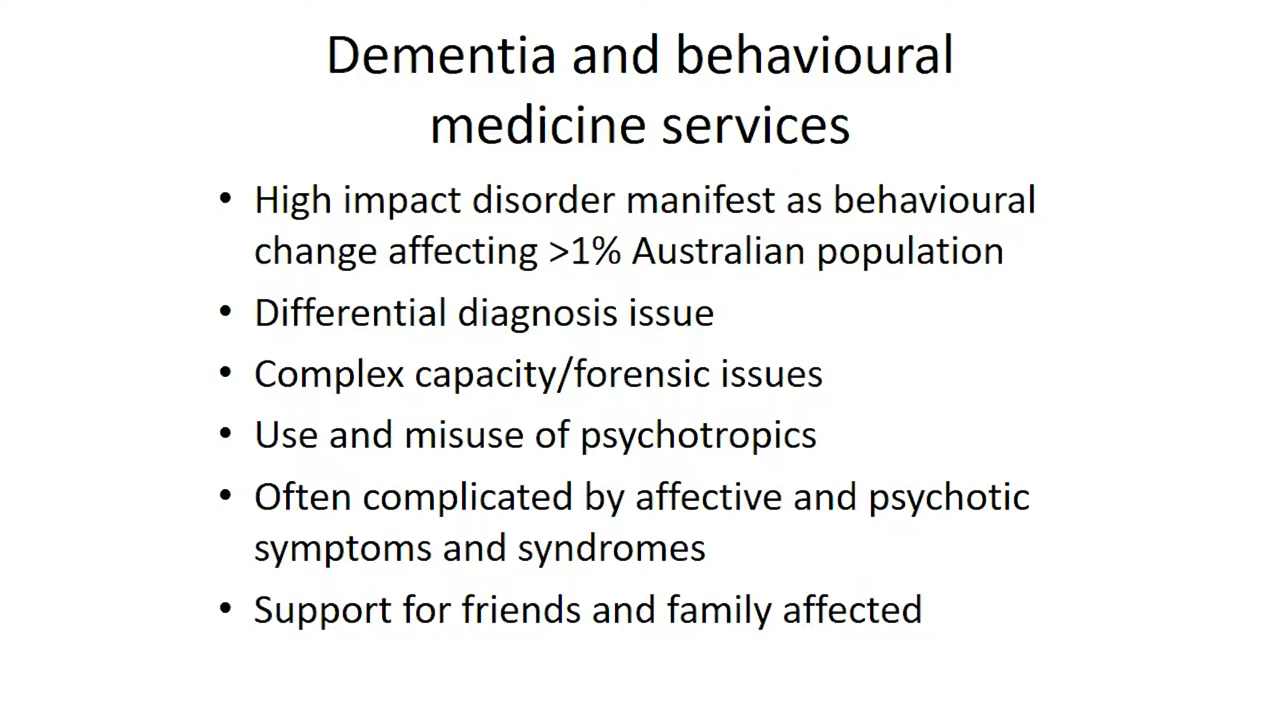 Dementia and behavioural
medicine services
• High impact disorder manifest as behavioural
change affecting >1% Australian population
• Differential diagnosis issue
• Complex capacity/forensic issues
• Use and misuse of psychotropics
• Often complicated by affective and psychotic
symptoms and syndromes
• Support for friends and family affected